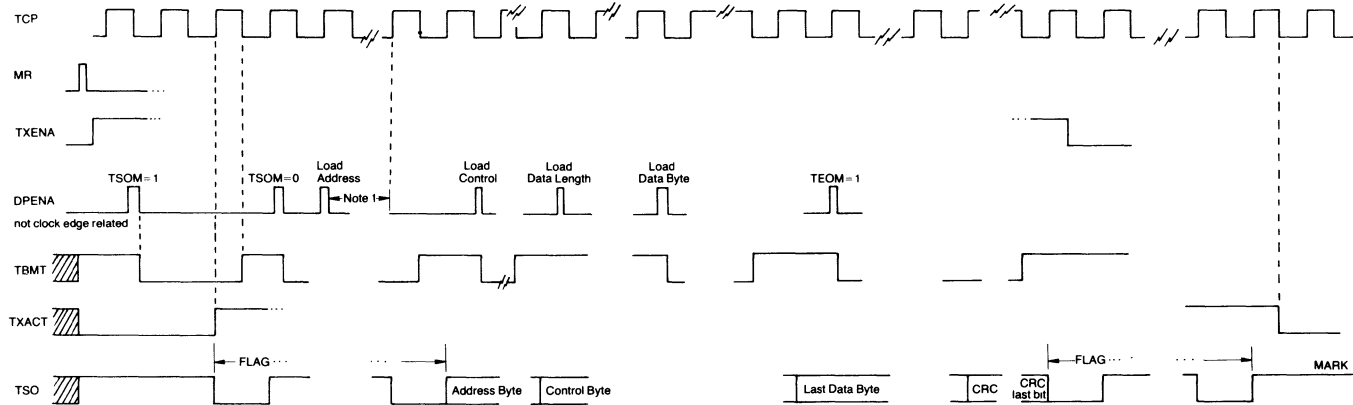 TCP
MR
TXENA
TSOM=1
TSOM=0
Load
Address
Load
Control
Load
Data Length
Load
Data Byte
TEOM=1
DPENA
Note 1
not clock edge related
TBMT
TXACT
FLAG
FLAG
MARK
TSO
Address Byte
Control Byte
Last Data Byte
CRC
CRC
last bit